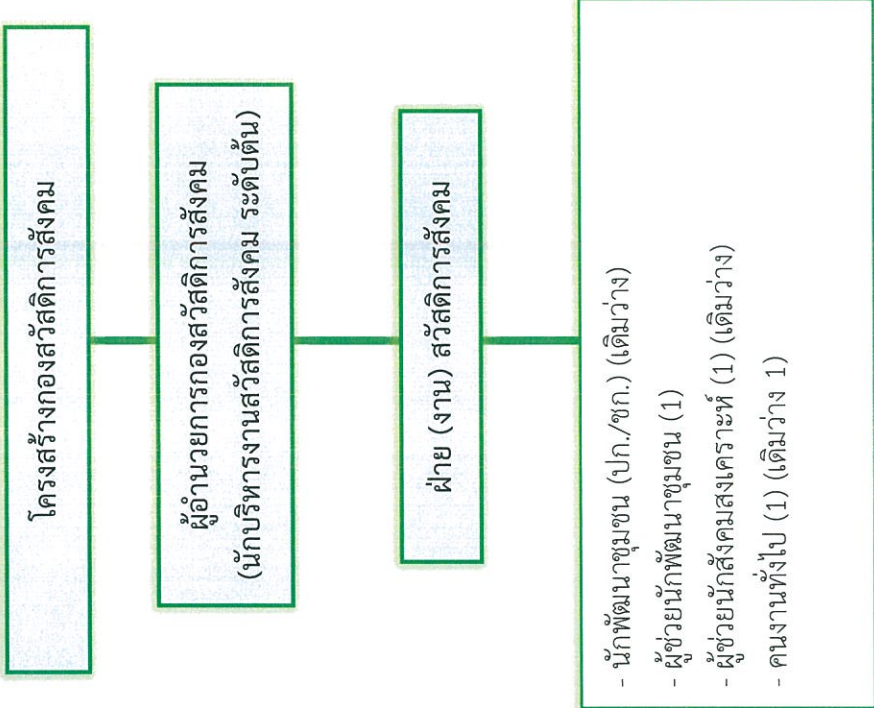 โครงสร้างกองสวัสดิการสังคม
ผู้อำนวยการกองสวัสดิการสังคม
(นักบริหารงานสวัสดิการสังคม ระดับต้น)
ฝ่าย (งาน) สวัสดิการสังคม
- นักพัฒนาชุมชน (ปก./ชก.) (เดิมว่าง)
- ผู้ช่วยนักพัฒนาชุมชน (1)
- ผู้ช่วยนักสังคมสงเคราะห์ (1) (เดิมว่าง)
- คนงานทั่งไป (1) (เดิมว่าง 1)